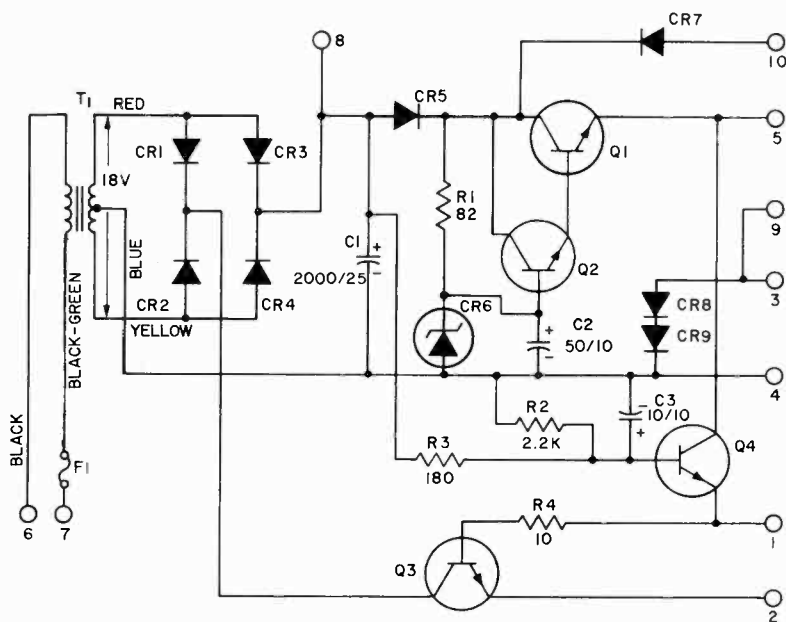 8
CR7
10
T1
RED
CR5
5
CR1
CR3
Q1
18V
R1
82
9
BLUE
C1
+
-
2000/25
Q2
3
CR8
CR2
CR4
CR6
+
-
C2
50/10
CR9
YELLOW
BLACK-GREEN
4
R2
2.2K
-
+
C3
10/10
BLACK
R3
180
Q4
F1
6
7
R4
10
1
Q3
2